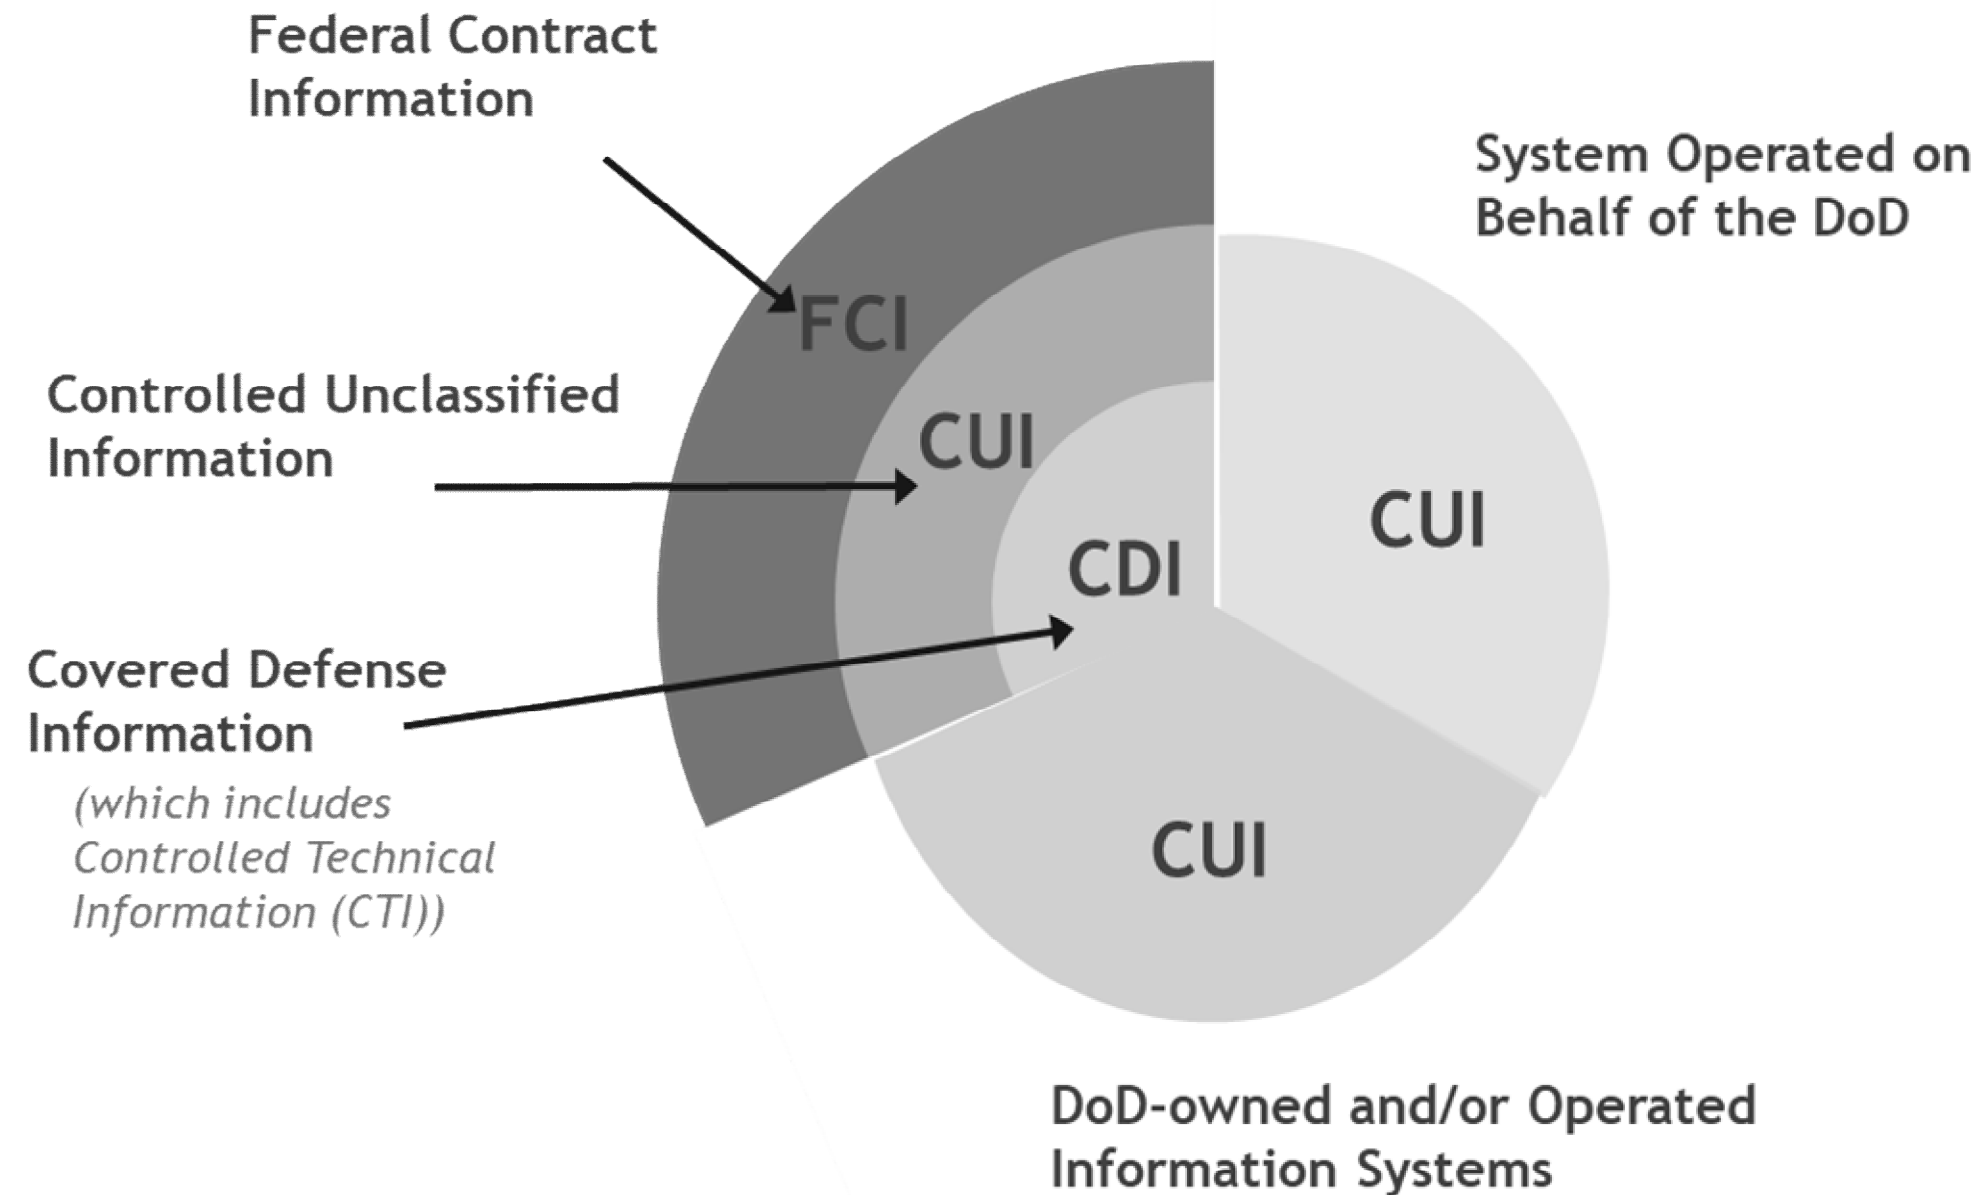 Federal Contract
Information
System Operated on
Behalf of the DoD
FCI
Controlled Unclassified
Information
CUI
CUI
CDI
Covered Defense
Information
(which includes
Controlled Technical
Information (CTI))
CUI
DoD-owned and/or Operated
Information Systems